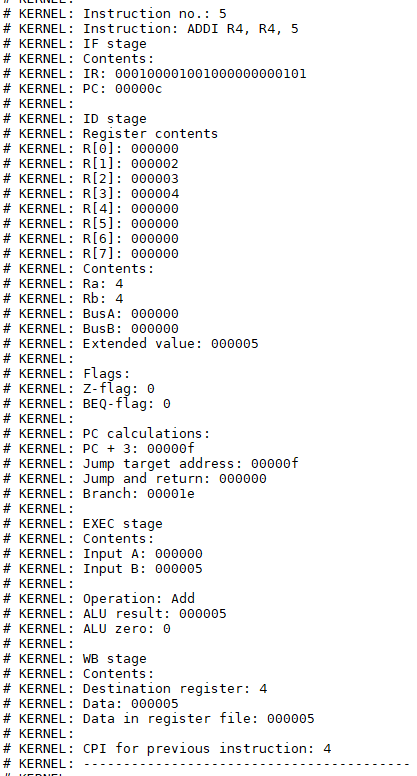 # KERNEL:
# KERNEL: Instruction no.: 5
# KERNEL: Instruction: ADDI R4, R4, 5
# KERNEL: IF stage
# KERNEL: Contents:
# KERNEL: IR: 000100001001000000000101
# KERNEL: PC: 00000c
# KERNEL:
# KERNEL: ID stage
# KERNEL: Register contents
# KERNEL: R[0]: 000000
# KERNEL: R[1]: 000002
# KERNEL: R[2]: 000003
# KERNEL: R[3]: 000004
# KERNEL: R[4]: 000000
# KERNEL: R[5]: 000000
# KERNEL: R[6]: 000000
# KERNEL: R[7]: 000000
# KERNEL: Contents:
# KERNEL: Ra: 4
# KERNEL: Rb: 4
# KERNEL: BusA: 000000
# KERNEL: BusB: 000000
# KERNEL: Extended value: 000005
# KERNEL:
# KERNEL: Flags:
# KERNEL: Z-flag: 0
# KERNEL: BEQ-flag: 0
# KERNEL:
# KERNEL: PC calculations:
# KERNEL: PC + 3: 00000f
# KERNEL: Jump target address: 00000f
# KERNEL: Jump and return: 000000
# KERNEL: Branch: 00001e
# KERNEL:
# KERNEL: EXEC stage
# KERNEL: Contents:
# KERNEL: Input A: 000000
# KERNEL: Input B: 000005
# KERNEL:
# KERNEL: Operation: Add
# KERNEL: ALU result: 000005
# KERNEL: ALU zero: 0
# KERNEL:
# KERNEL: WB stage
# KERNEL: Contents:
# KERNEL: Destination register: 4
# KERNEL: Data: 000005
# KERNEL: Data in register file: 000005
# KERNEL:
# KERNEL: CPI for previous instruction: 4
# KERNEL: -----------------------------------------
# KERNEL: